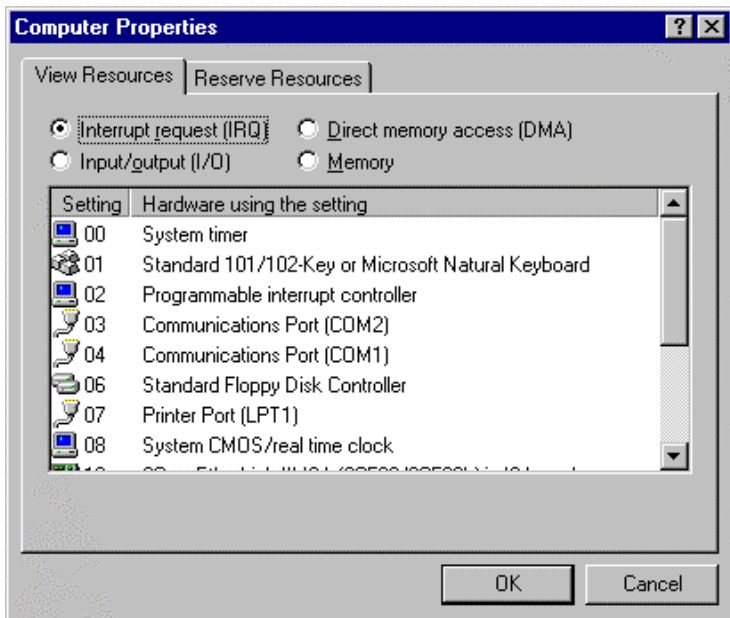 Computer Properties
View Resources Reserve Resources
Interrupt request (IRQ) Direct memory access (DMA)
Input/output (I/O) Memory
Setting Hardware using the setting
00 System timer
01 Standard 101/102-Key or Microsoft Natural Keyboard
02 Programmable interrupt controller
03 Communications Port (COM2)
04 Communications Port (COM1)
06 Standard Floppy Disk Controller
07 Printer Port (LPT1)
08 System CMOS/real time clock
OK Cancel